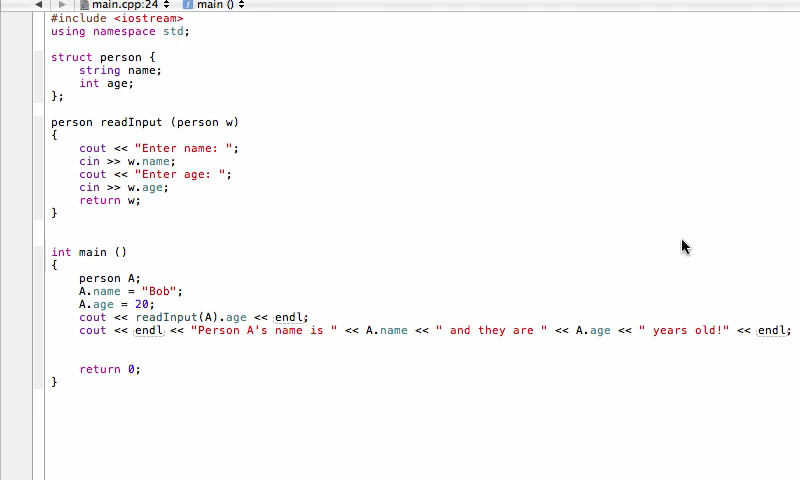 main.cpp:24 main ()
#include <iostream>
using namespace std;
struct person {
string name;
int age;
};
person readInput (person w)
{
cout << "Enter name: ";
cin >> w.name;
cout << "Enter age: ";
cin >> w.age;
return w;
}
int main ()
{
person A;
A.name = "Bob";
A.age = 20;
cout << readInput(A).age << endl;
cout << endl << "Person A's name is " << A.name << " and they are " << A.age << " years old!" << endl;
return 0;
}